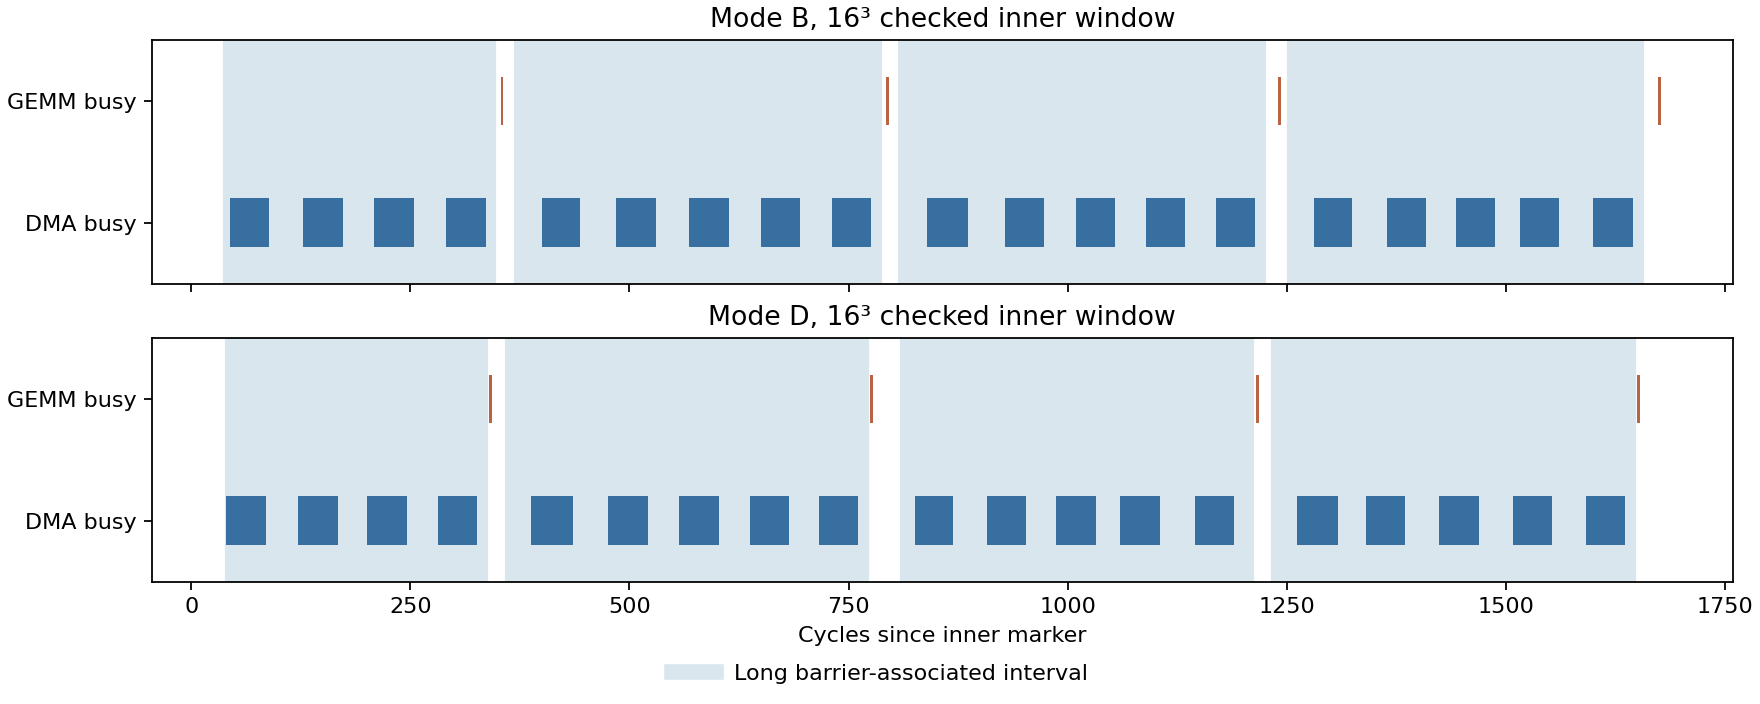 Mode B, 16³ checked inner window
GEMM busy
DMA busy
Mode D, 16³ checked inner window
GEMM busy
DMA busy
0 250 500 750 1000 1250 1500 1750
Cycles since inner marker
Long barrier-associated interval